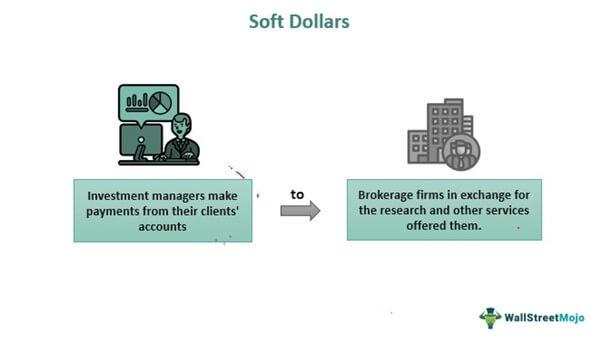 Soft Dollars
Investment managers make
payments from their clients'
accounts
to
Brokerage firms in exchange for
the research and other services
offered them.
WallStreetMojo